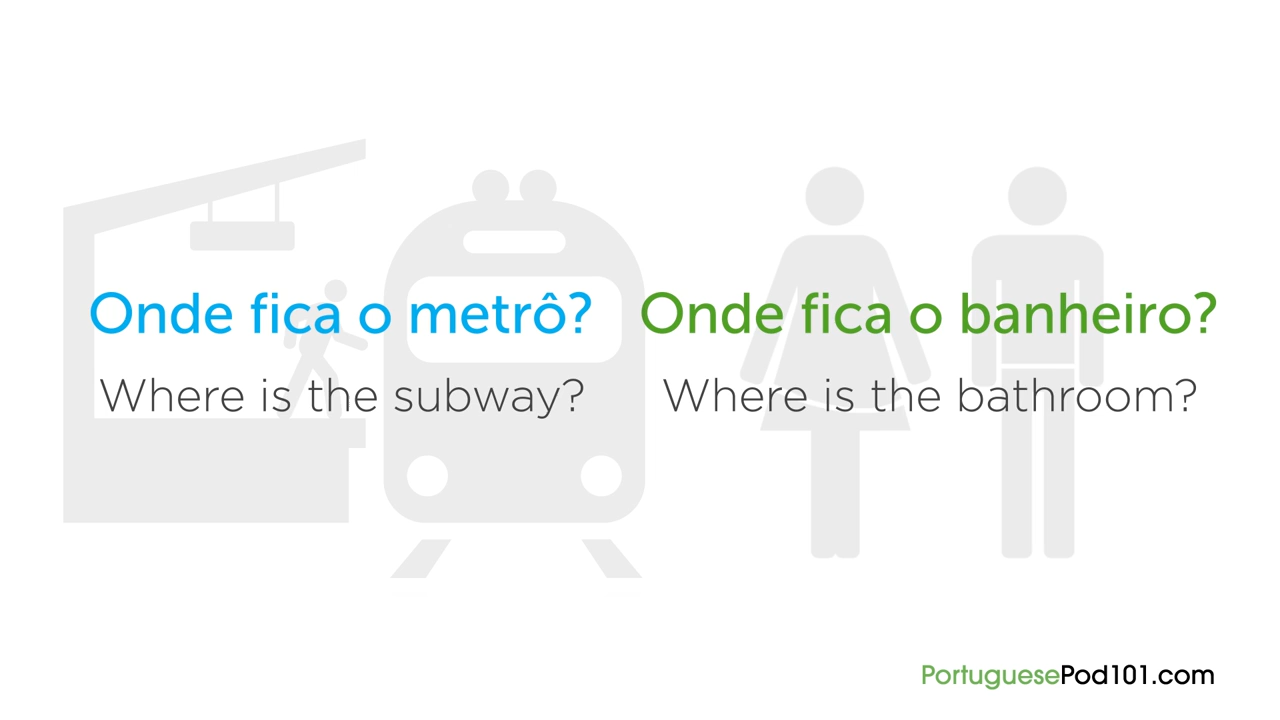 Onde fica o metrô?
Where is the subway?
Onde fica o banheiro?
Where is the bathroom?
PortuguesePod101.com